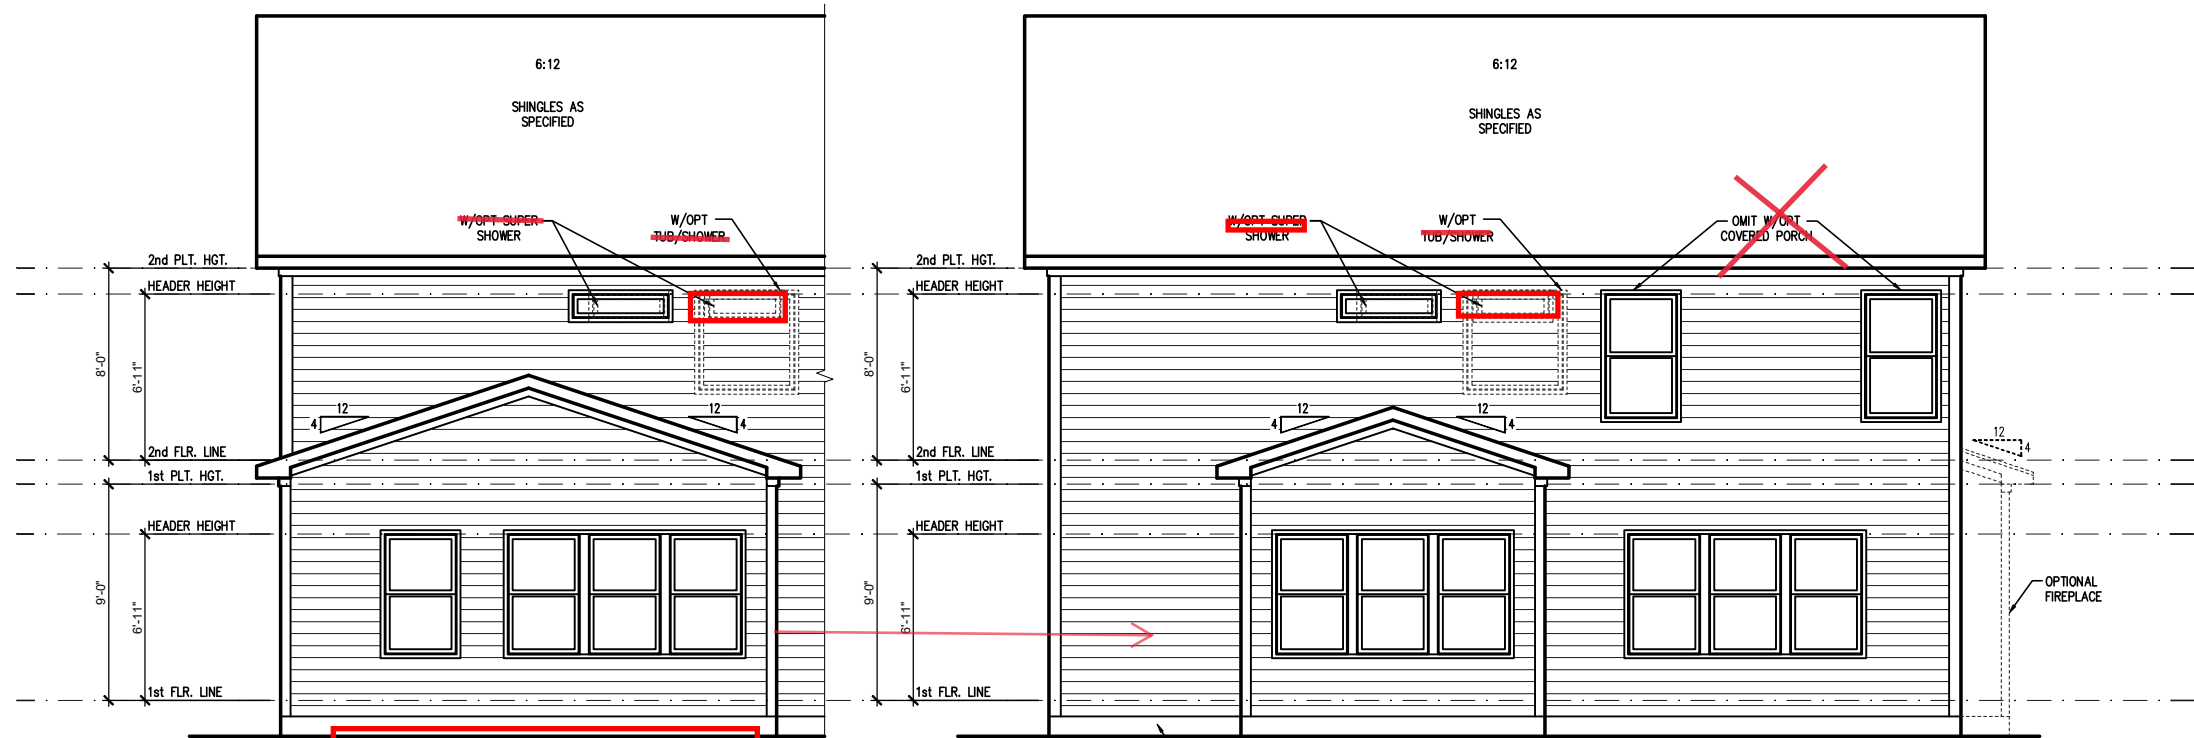 6:12
SHINGLES AS
SPECIFIED
W/OPT SUPER
SHOWER
W/OPT
TUB/SHOWER
2nd PLT. HGT.
HEADER HEIGHT
8'-0"
6'-11"
12
4
12
4
2nd FLR. LINE
1st PLT. HGT.
HEADER HEIGHT
9'-0"
6'-11"
1st FLR. LINE
6:12
SHINGLES AS
SPECIFIED
W/OPT SUPER
SHOWER
W/OPT
TUB/SHOWER
OMIT W/OPT
COVERED PORCH
2nd PLT. HGT.
HEADER HEIGHT
8'-0"
6'-11"
12
4
12
4
12
4
2nd FLR. LINE
1st PLT. HGT.
HEADER HEIGHT
9'-0"
6'-11"
OPTIONAL
FIREPLACE
1st FLR. LINE